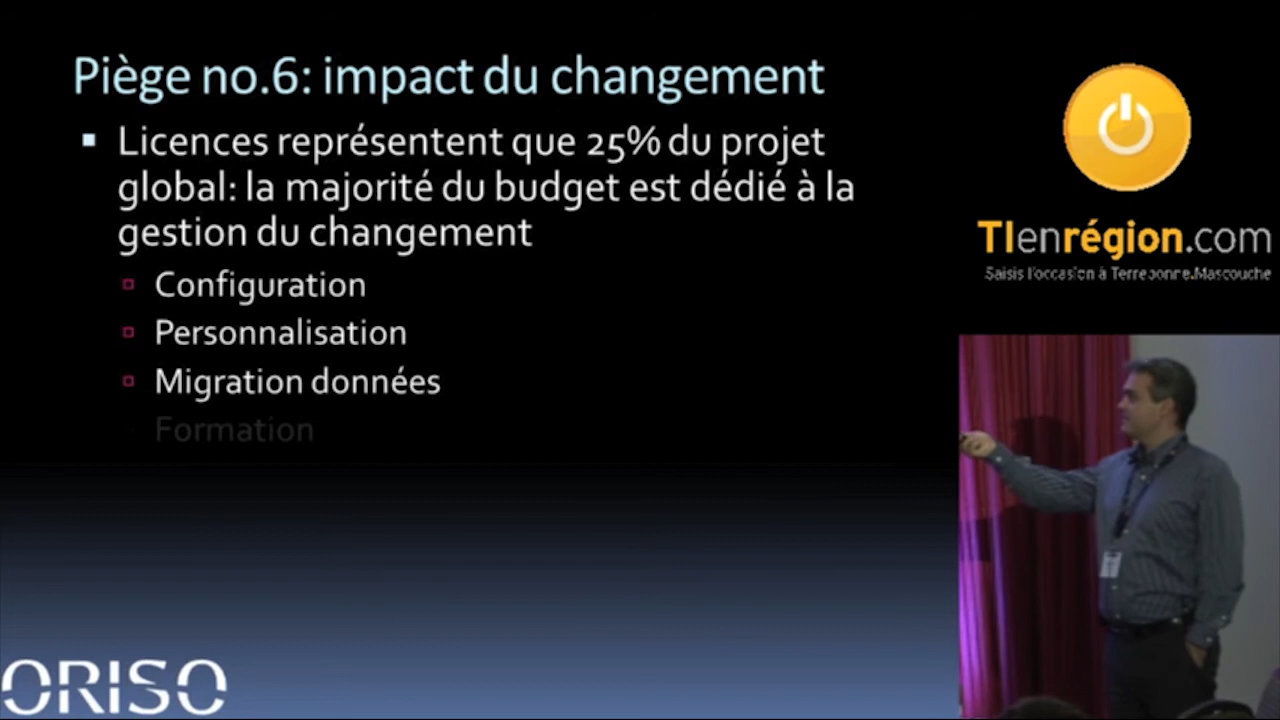 Piège no.6: impact du changement
Licences représentent que 25% du projet
global: la majorité du budget est dédié à la
gestion du changement
Configuration
Personnalisation
Migration données
Formation
TIenrégion.com
Saisis l'occasion à Terrebonne.Mascouche
ORISO